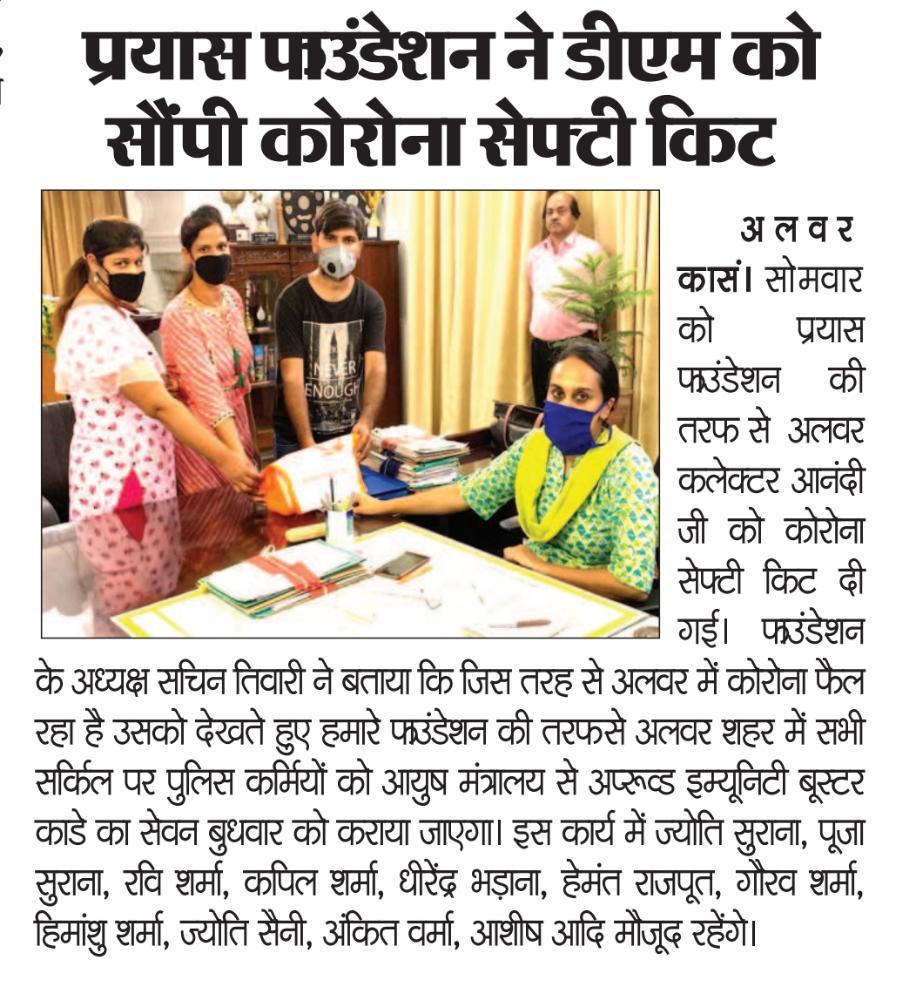 प्रयास फाउंडेशन ने डीएम को
सौंपी कोरोना सेफ्टी किट
NEVER
ENOUGH
अलवर
कासं। सोमवार
को प्रयास
फाउंडेशन की
तरफ से अलवर
कलेक्टर आनंदी
जी को कोरोना
सेफ्टी किट दी
गई। फाउंडेशन
के अध्यक्ष सचिन तिवारी ने बताया कि जिस तरह से अलवर में कोरोना फैल
रहा है उसको देखते हुए हमारे फाउंडेशन की तरफसे अलवर शहर में सभी
सर्किल पर पुलिस कर्मियों को आयुष मंत्रालय से अप्रूव्ड इम्यूनिटी बूस्टर
काडे का सेवन बुधवार को कराया जाएगा। इस कार्य में ज्योति सुराना, पूजा
सुराना, रवि शर्मा, कपिल शर्मा, धीरेंद्र भड़ाना, हेमंत राजपूत, गौरव शर्मा,
हिमांशु शर्मा, ज्योति सैनी, अंकित वर्मा, आशीष आदि मौजूद रहेंगे।